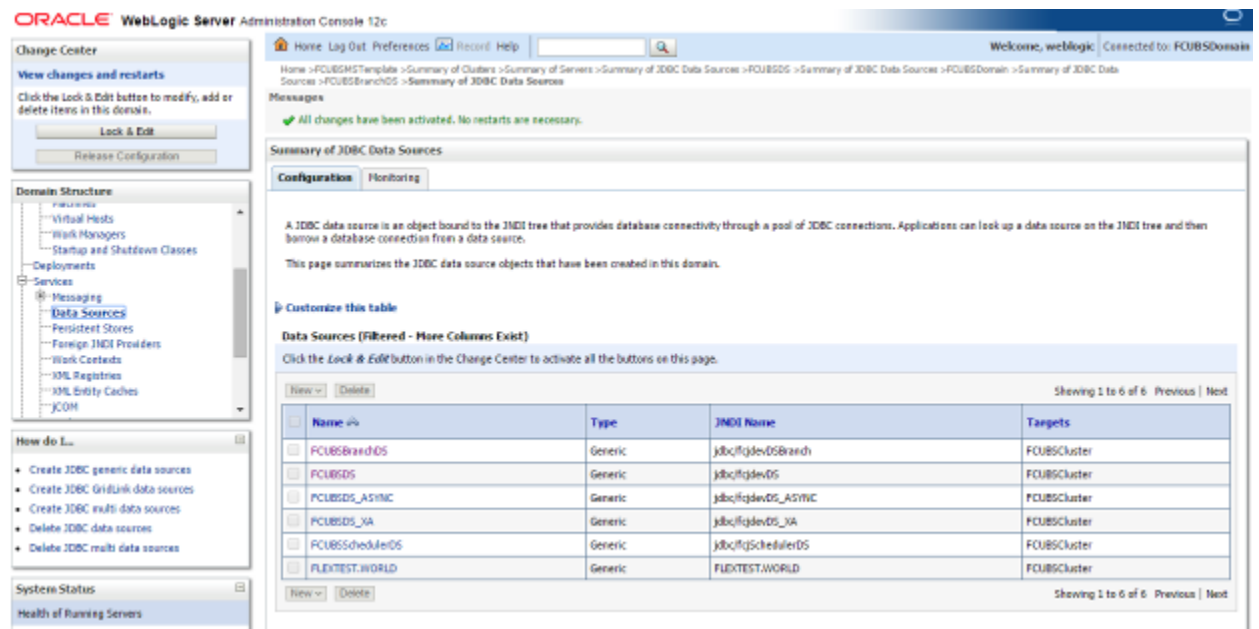 ORACLE WebLogic Server Administration Console 12c
Change Center
View changes and restarts
Click the Lock & Edit button to modify, add or
delete items in this domain.
Lock & Edit
Release Configuration
Domain Structure
Virtual Hosts
Work Managers
Startup and Shutdown Classes
Deployments
Services
Messaging
Data Sources
Persistent Stores
Foreign JNDI Providers
Work Contexts
XML Registries
XML Entity Caches
jCOM
How do I...
Create JDBC generic data sources
Create JDBC GridLink data sources
Create JDBC multi data sources
Delete JDBC data sources
Delete JDBC multi data sources
System Status
Health of Running Servers
Home Log Out Preferences Record Help
Welcome, weblogic Connected to: FCUBSDomain
Home >FCUBSMSTemplate >Summary of Clusters >Summary of Servers >Summary of JDBC Data Sources >FCUBSDS >Summary of JDBC Data Sources >FCUBSDomain >Summary of JDBC Data
Sources >FCUBSBranchDS >Summary of JDBC Data Sources
Messages
All changes have been activated. No restarts are necessary.
Summary of JDBC Data Sources
Configuration Monitoring
A JDBC data source is an object bound to the JNDI tree that provides database connectivity through a pool of JDBC connections. Applications can look up a data source on the JNDI tree and then
borrow a database connection from a data source.
This page summarizes the JDBC data source objects that have been created in this domain.
Customize this table
Data Sources (Filtered - More Columns Exist)
Click the Lock & Edit button in the Change Center to activate all the buttons on this page.
New Delete Showing 1 to 6 of 6 Previous | Next
Name Type JNDI Name Targets
FCUBSBranchDS Generic jdbc/fcjdevDSBranch FCUBSCluster
FCUBSDS Generic jdbc/fcjdevDS FCUBSCluster
FCUBSDS_ASYNC Generic jdbc/fcjdevDS_ASYNC FCUBSCluster
FCUBSDS_XA Generic jdbc/fcjdevDS_XA FCUBSCluster
FCUBSSchedulerDS Generic jdbc/fcjSchedulerDS FCUBSCluster
FLEXTEST.WORLD Generic FLEXTEST.WORLD FCUBSCluster
New Delete Showing 1 to 6 of 6 Previous | Next